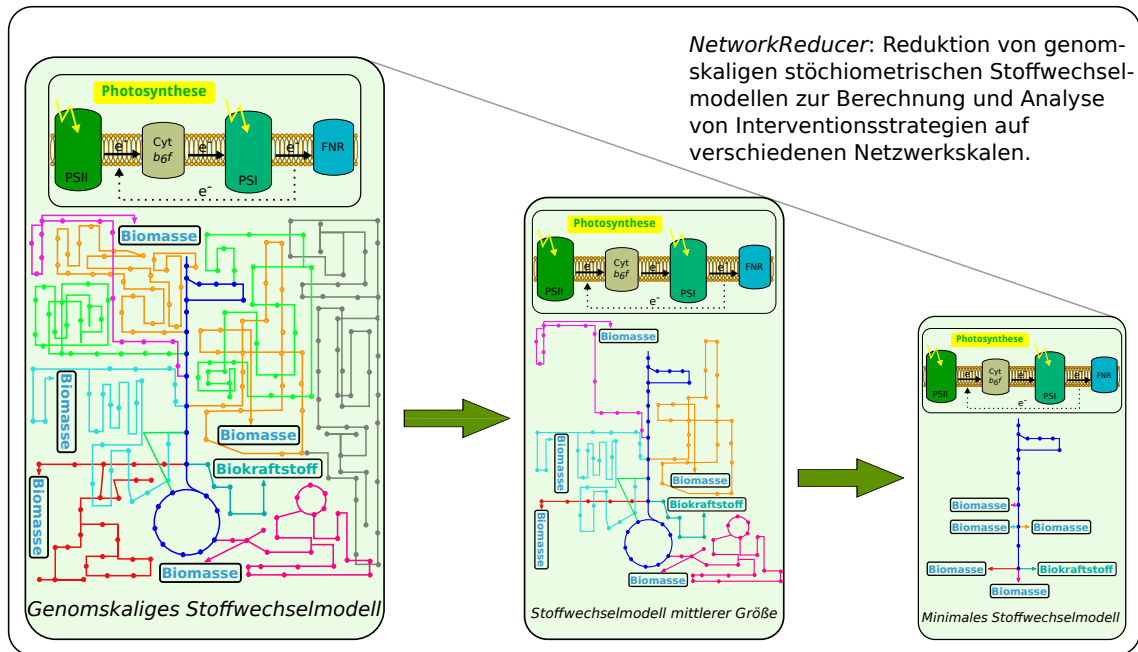 NetworkReducer: Reduktion von genom-
skaligen stöchiometrischen Stoffwechsel-
modellen zur Berechnung und Analyse
von Interventionsstrategien auf
verschiedenen Netzwerkskalen.
Photosynthese
PSII
e-
Cyt
b6f
e-
PSI
e-
FNR
e-
Biomasse
Biomasse
Biomasse
Biokraftstoff
Biomasse
Biomasse
Genomskaliges Stoffwechselmodell
Photosynthese
PSII
e-
Cyt
b6f
e-
PSI
e-
FNR
e-
Biomasse
Biomasse
Biomasse
Biokraftstoff
Biomasse
Biomasse
Stoffwechselmodell mittlerer Größe
Photosynthese
PSII
e-
Cyt
b6f
e-
PSI
e-
FNR
e-
Biomasse
Biomasse
Biomasse
Biomasse
Biokraftstoff
Biomasse
Minimales Stoffwechselmodell